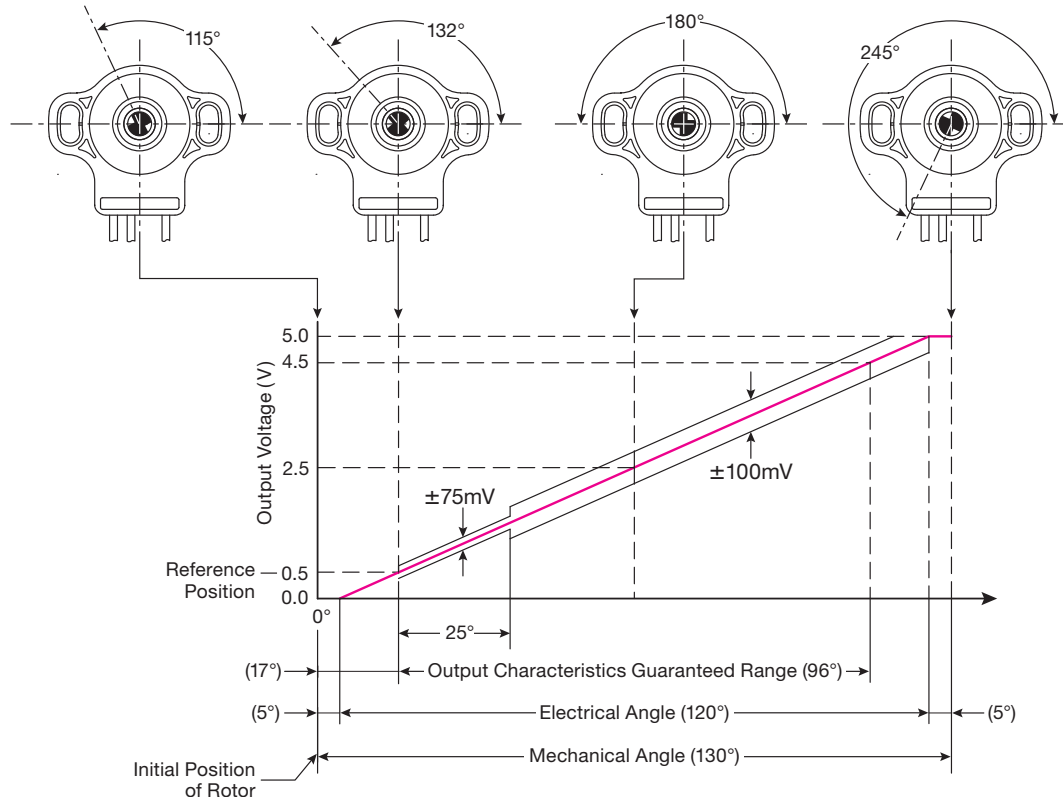 115°
132°
180°
245°
Output Voltage (V)
5.0
4.5
2.5
0.5
0.0
Reference
Position
±75mV
±100mV
0°
25°
(17°)
Output Characteristics Guaranteed Range (96°)
(5°)
Electrical Angle (120°)
(5°)
Mechanical Angle (130°)
Initial Position
of Rotor